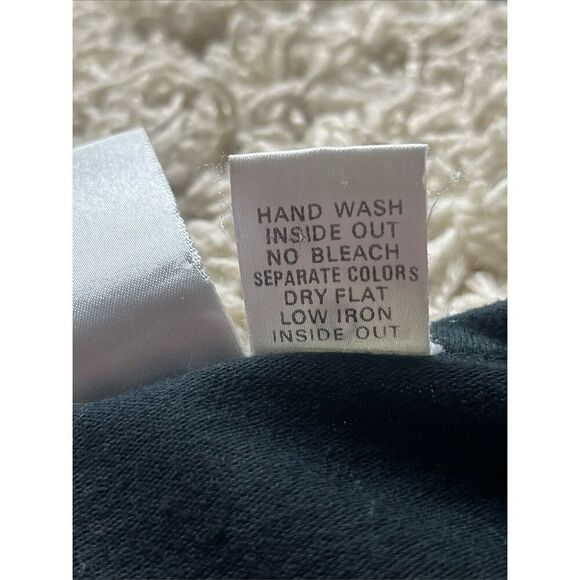 HAND WASH
INSIDE OUT
NO BLEACH
SEPARATE COLORS
DRY FLAT
LOW IRON
INSIDE OUT